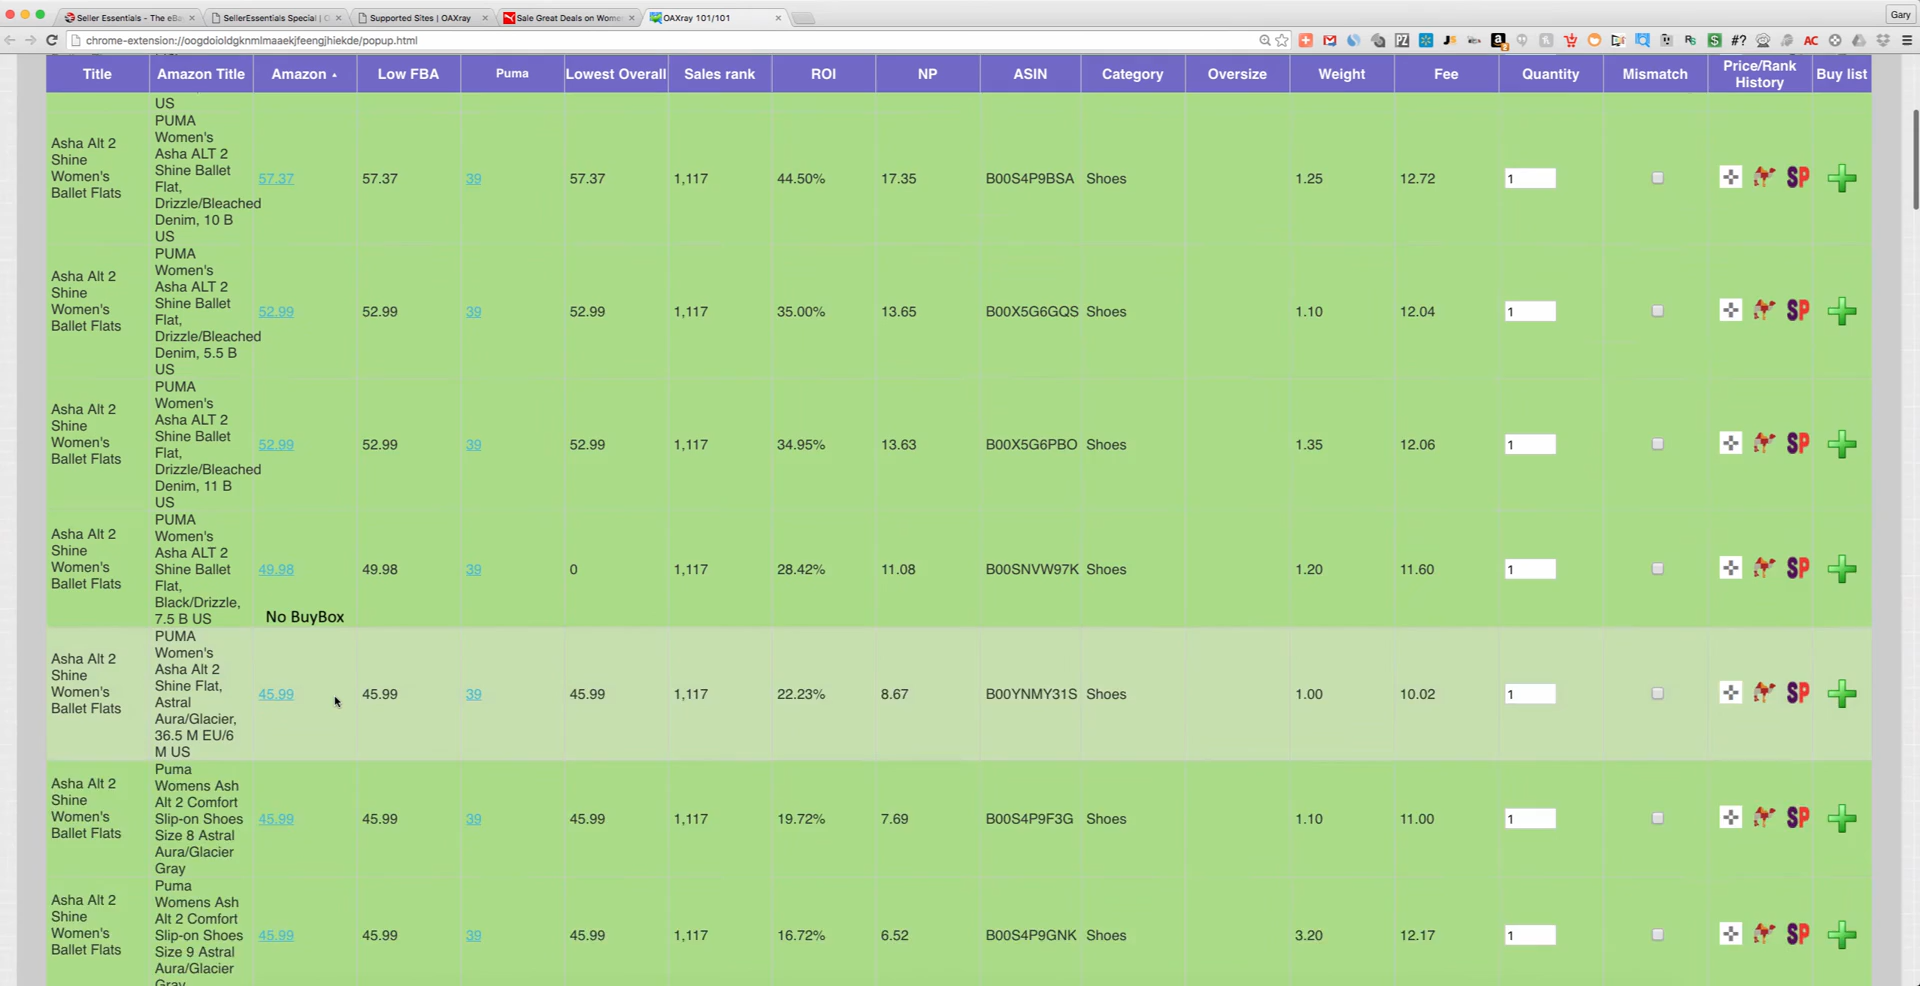 Seller Essentials - The eBa
SellerEssentials Special | O
Supported Sites | OAXray
Sale Great Deals on Wome
OAXray 101/101
Gary
chrome-extension://oogdoioldgknmlmaaekjfeengjhiekde/popup.html
Title Amazon Title Amazon Low FBA Puma Lowest Overall Sales rank ROI NP ASIN Category Oversize Weight Fee Quantity Mismatch Price/Rank History Buy list
US
Asha Alt 2
Shine
Women's
Ballet Flats
PUMA
Women's
Asha ALT 2
Shine Ballet
Flat,
Drizzle/Bleached
Denim, 10 B
US
57.37 57.37 39 57.37 1,117 44.50% 17.35 B00S4P9BSA Shoes 1.25 12.72 1 SP
Asha Alt 2
Shine
Women's
Ballet Flats
PUMA
Women's
Asha ALT 2
Shine Ballet
Flat,
Drizzle/Bleached
Denim, 5.5 B
US
52.99 52.99 39 52.99 1,117 35.00% 13.65 B00X5G6GQS Shoes 1.10 12.04 1 SP
Asha Alt 2
Shine
Women's
Ballet Flats
PUMA
Women's
Asha ALT 2
Shine Ballet
Flat,
Drizzle/Bleached
Denim, 11 B
US
52.99 52.99 39 52.99 1,117 34.95% 13.63 B00X5G6PBO Shoes 1.35 12.06 1 SP
Asha Alt 2
Shine
Women's
Ballet Flats
PUMA
Women's
Asha ALT 2
Shine Ballet
Flat,
Black/Drizzle,
7.5 B US
49.98 49.98 39 0 1,117 28.42% 11.08 B00SNVW97K Shoes 1.20 11.60 1 SP
No BuyBox
Asha Alt 2
Shine
Women's
Ballet Flats
PUMA
Women's
Asha Alt 2
Shine Flat,
Astral
Aura/Glacier,
36.5 M EU/6
M US
45.99 45.99 39 45.99 1,117 22.23% 8.67 B00YNMY31S Shoes 1.00 10.02 1 SP
Asha Alt 2
Shine
Women's
Ballet Flats
Puma
Womens Ash
Alt 2 Comfort
Slip-on Shoes
Size 8 Astral
Aura/Glacier
Gray
45.99 45.99 39 45.99 1,117 19.72% 7.69 B00S4P9F3G Shoes 1.10 11.00 1 SP
Asha Alt 2
Shine
Women's
Ballet Flats
Puma
Womens Ash
Alt 2 Comfort
Slip-on Shoes
Size 9 Astral
Aura/Glacier
Gray
45.99 45.99 39 45.99 1,117 16.72% 6.52 B00S4P9GNK Shoes 3.20 12.17 1 SP